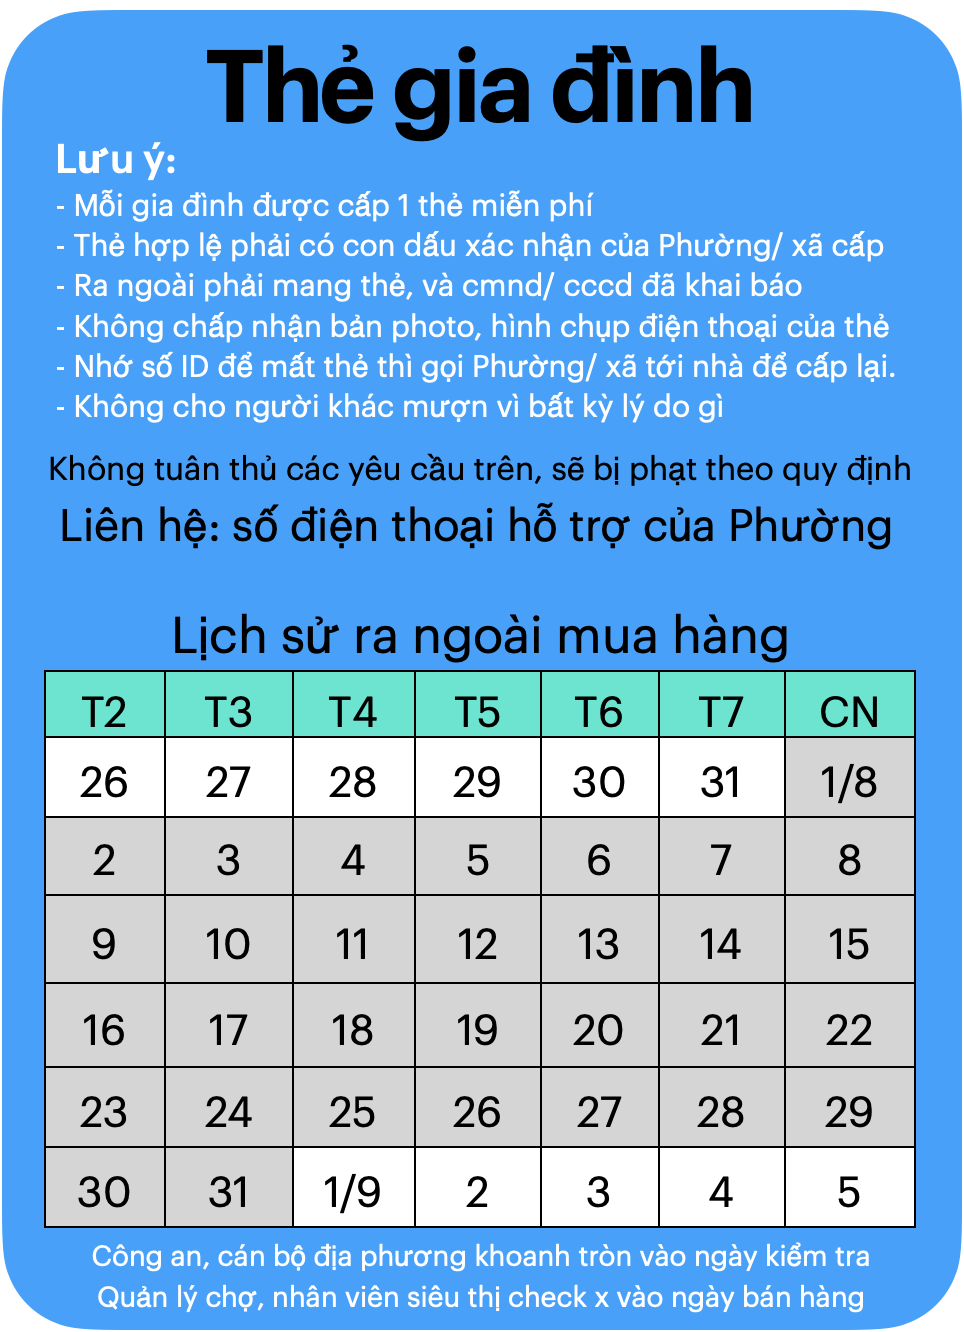 Thẻ gia đình
Lưu ý:
- Mỗi gia đình được cấp 1 thẻ miễn phí
- Thẻ hợp lệ phải có con dấu xác nhận của Phường/ xã cấp
- Ra ngoài phải mang thẻ, và cmnd/ cccd đã khai báo
- Không chấp nhận bản photo, hình chụp điện thoại của thẻ
- Nhớ số ID để mất thẻ thì gọi Phường/ xã tới nhà để cấp lại.
- Không cho người khác mượn vì bất kỳ lý do gì
Không tuân thủ các yêu cầu trên, sẽ bị phạt theo quy định
Liên hệ: số điện thoại hỗ trợ của Phường
Lịch sử ra ngoài mua hàng
T2 T3 T4 T5 T6 T7 CN
26 27 28 29 30 31 1/8
2 3 4 5 6 7 8
9 10 11 12 13 14 15
16 17 18 19 20 21 22
23 24 25 26 27 28 29
30 31 1/9 2 3 4 5
Công an, cán bộ địa phương khoanh tròn vào ngày kiểm tra
Quản lý chợ, nhân viên siêu thị check x vào ngày bán hàng